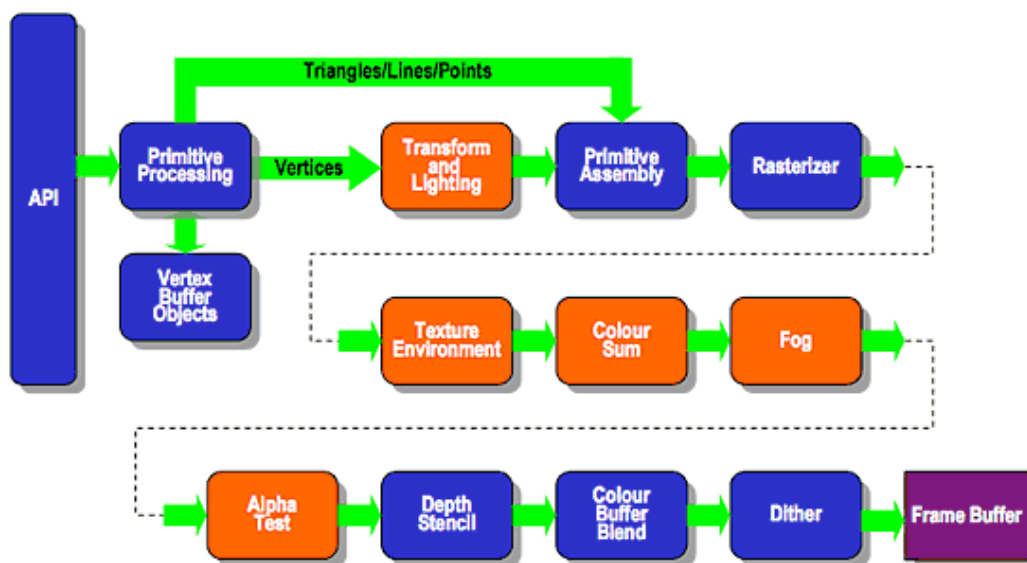 Triangles/Lines/Points
API
Primitive
Processing
Vertices
Transform
and
Lighting
Primitive
Assembly
Rasterizer
Vertex
Buffer
Objects
Texture
Environment
Colour
Sum
Fog
Alpha
Test
Depth
Stencil
Colour
Buffer
Blend
Dither
Frame Buffer